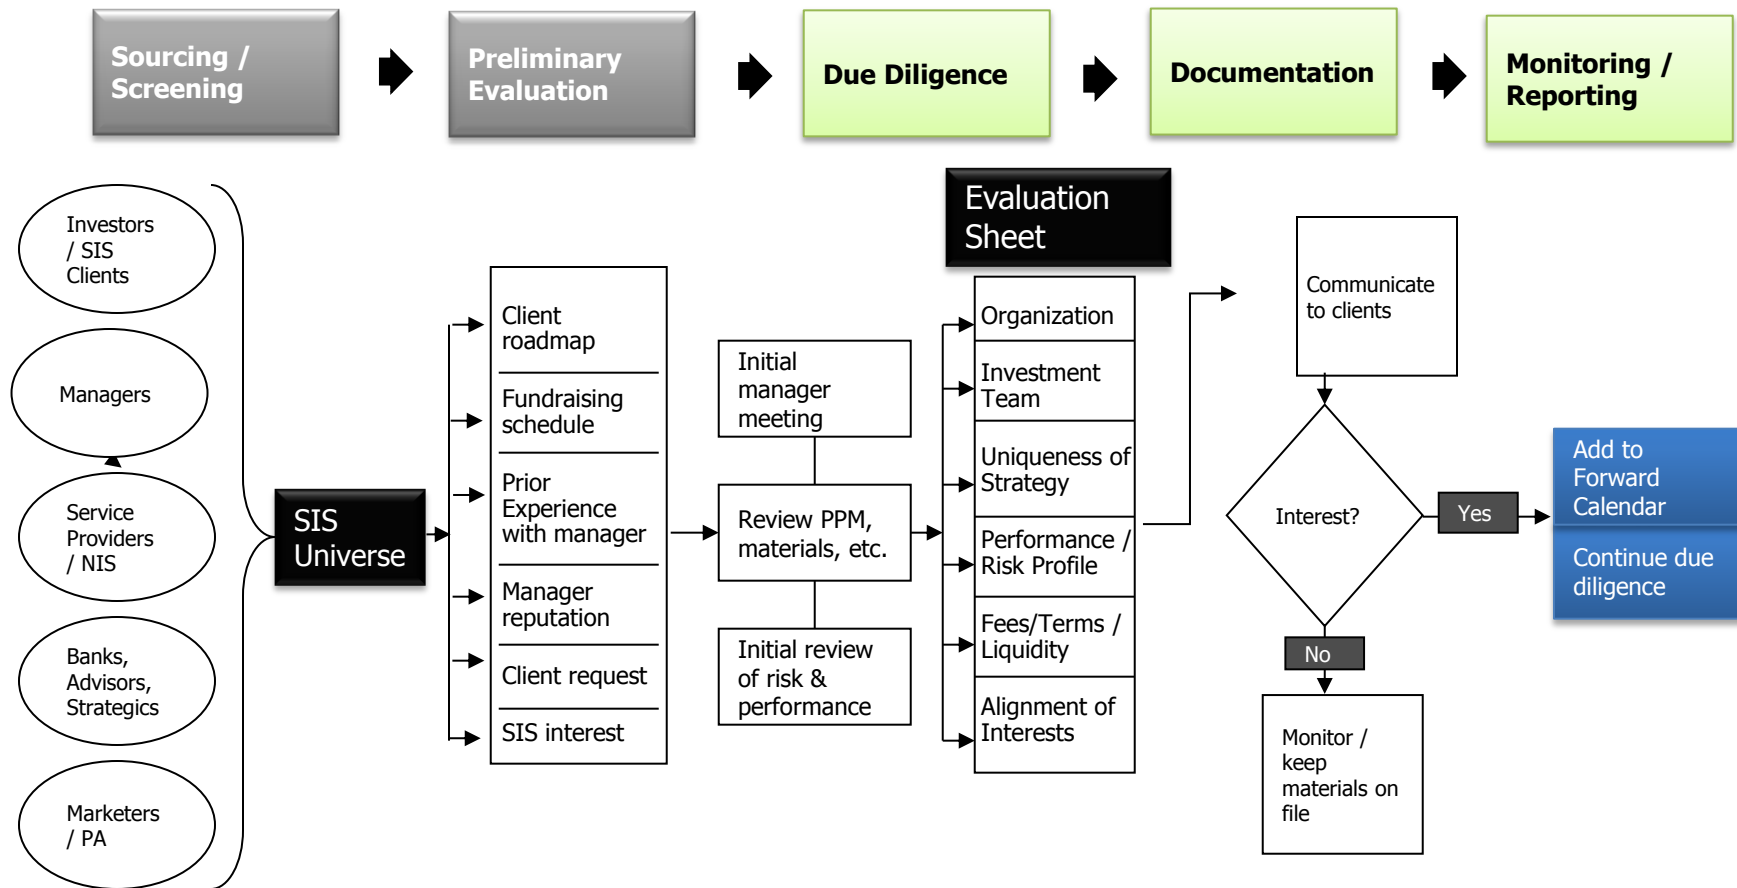 Sourcing /
Screening
Preliminary
Evaluation
Due Diligence
Documentation
Monitoring /
Reporting
Investors
/ SIS
Clients
Managers
Service
Providers
/ NIS
Banks,
Advisors,
Strategics
Marketers
/ PA
SIS
Universe
Client
roadmap
Fundraising
schedule
Prior
Experience
with manager
Manager
reputation
Client request
SIS interest
Initial
manager
meeting
Review PPM,
materials, etc.
Initial review
of risk &
performance
Evaluation
Sheet
Organization
Investment
Team
Uniqueness of
Strategy
Performance /
Risk Profile
Fees/Terms /
Liquidity
Alignment of
Interests
Communicate
to clients
Interest?
Yes
No
Add to
Forward
Calendar
Continue due
diligence
Monitor /
keep
materials on
file